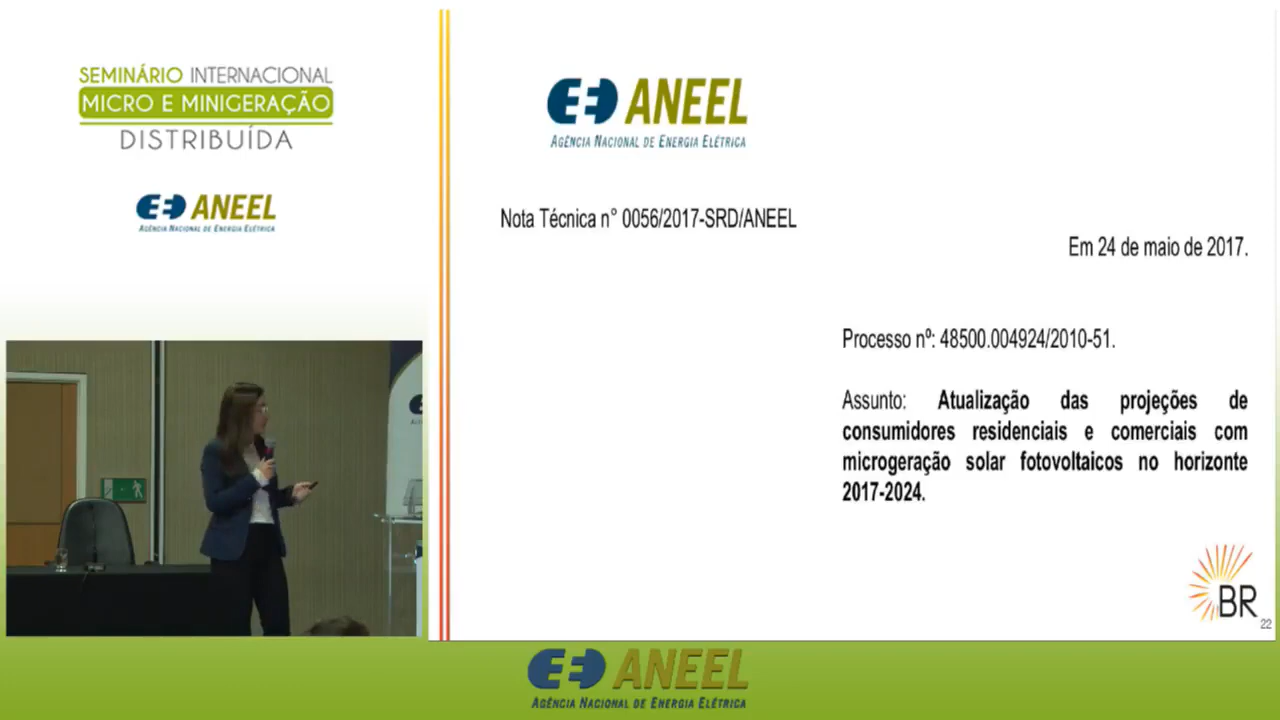 SEMINÁRIO INTERNACIONAL
MICRO E MINIGERAÇÃO
DISTRIBUÍDA
ANEEL
AGÊNCIA NACIONAL DE ENERGIA ELÉTRICA
ANEEL
AGÊNCIA NACIONAL DE ENERGIA ELÉTRICA
Nota Técnica n° 0056/2017-SRD/ANEEL
Em 24 de maio de 2017.
Processo nº: 48500.004924/2010-51.
Assunto: Atualização das projeções de
consumidores residenciais e comerciais com
microgeração solar fotovoltaicos no horizonte
2017-2024.
BR
22
ANEEL
AGÊNCIA NACIONAL DE ENERGIA ELÉTRICA